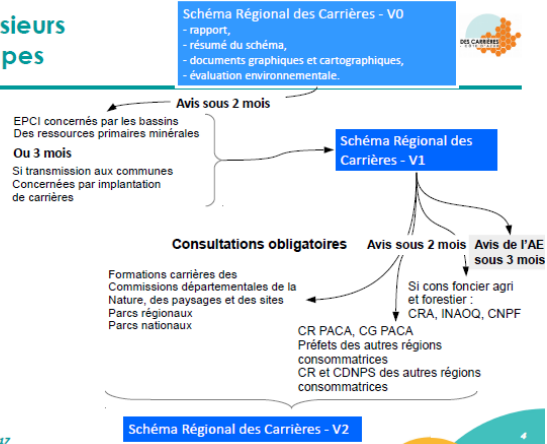 sieurs
pes
Schéma Régional des Carrières - V0
- rapport,
- résumé du schéma,
- documents graphiques et cartographiques,
- évaluation environnementale.
DES CARRIÈRES
Avis sous 2 mois
EPCI concernés par les bassins
Des ressources primaires minérales
Ou 3 mois
Si transmission aux communes
Concernées par implantation
de carrières
Schéma Régional des
Carrières - V1
Consultations obligatoires
Avis sous 2 mois
Avis de l'AE
sous 3 mois
Formations carrières des
Commissions départementales de la
Nature, des paysages et des sites
Parcs régionaux
Parcs nationaux
Si cons foncier agri
et forestier :
CRA, INAOQ, CNPF
CR PACA, CG PACA
Préfets des autres régions
consommatrices
CR et CDNPS des autres régions
consommatrices
Schéma Régional des Carrières - V2
17
4